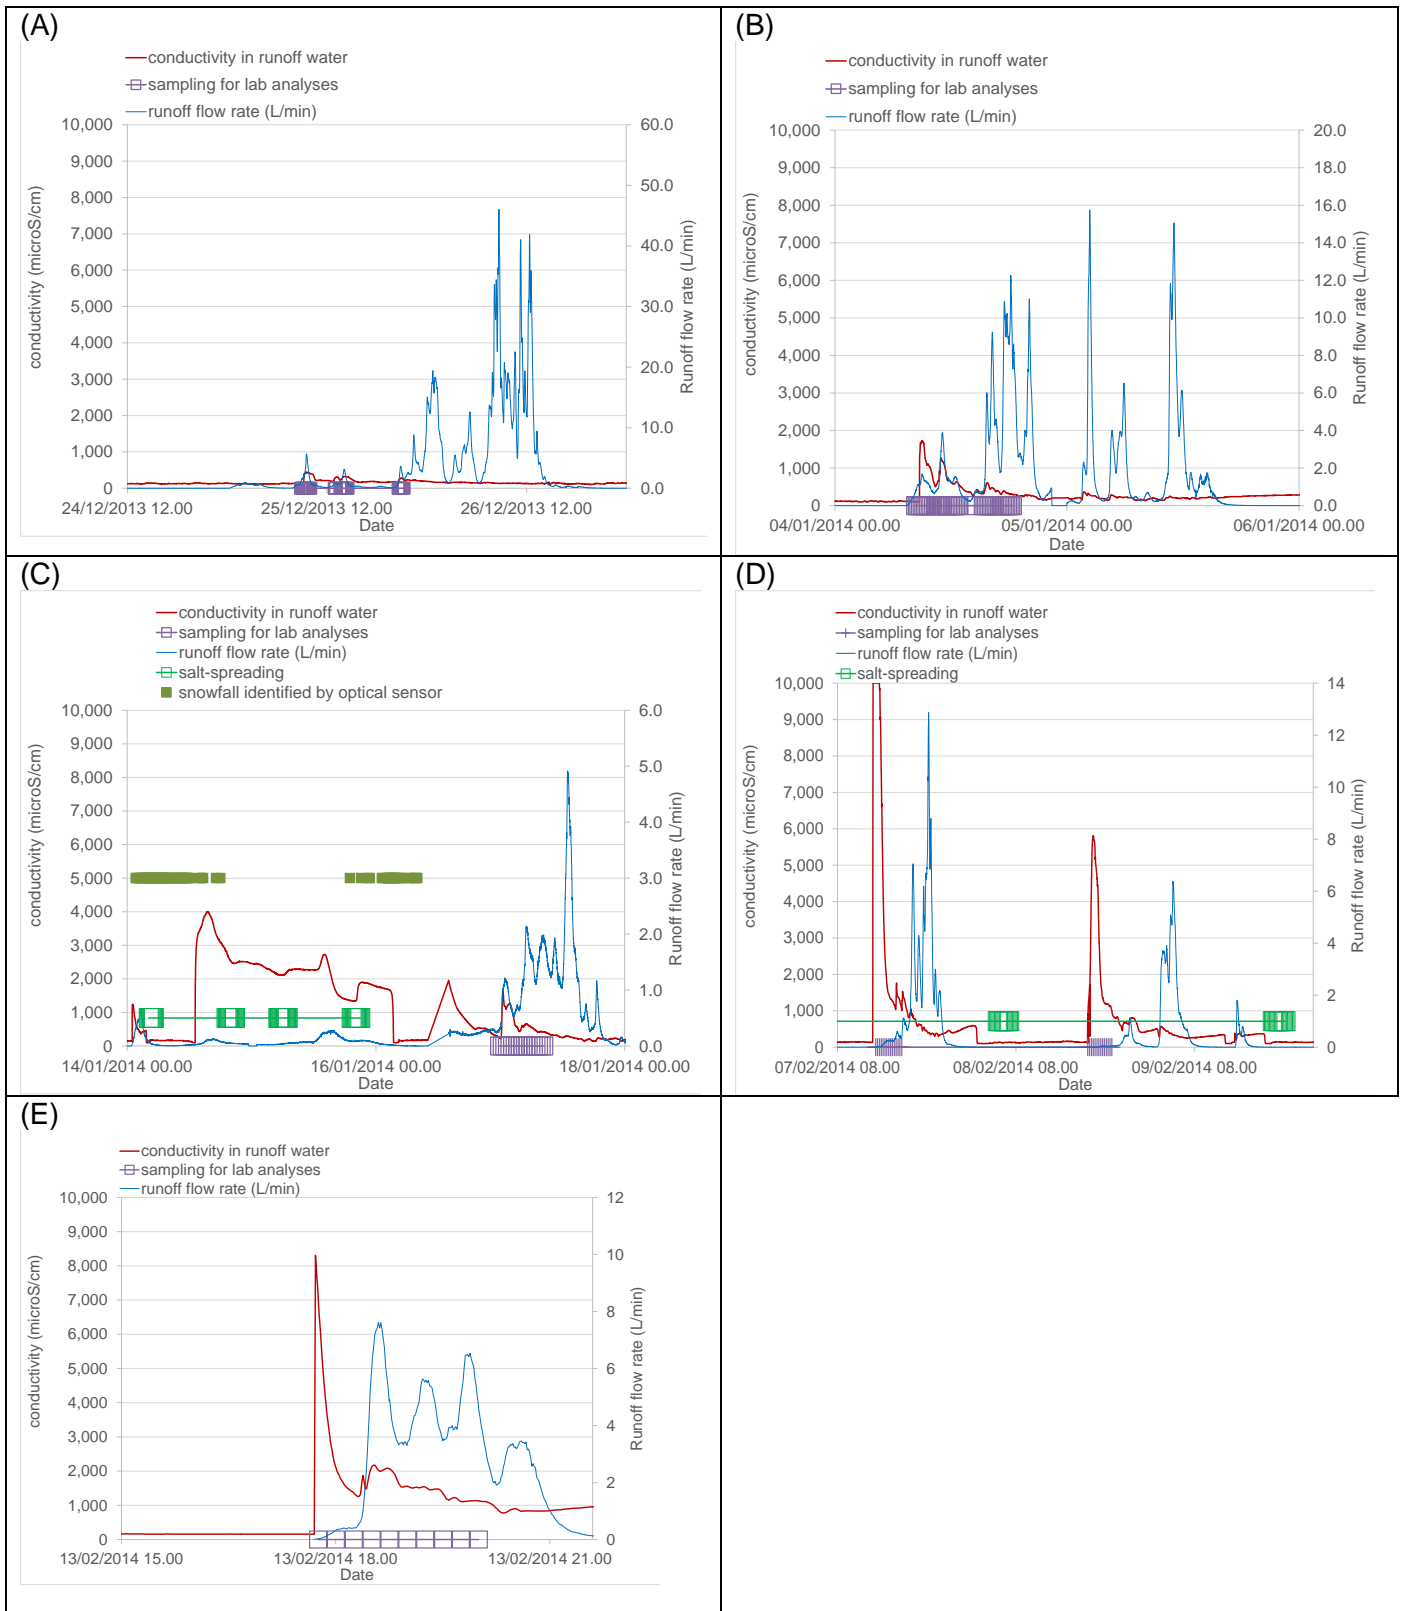 (A)
conductivity in runoff water
sampling for lab analyses
runoff flow rate (L/min)
10,000
9,000
8,000
7,000
6,000
5,000
4,000
3,000
2,000
1,000
0
conductivity (microS/cm)
60.0
50.0
40.0
30.0
20.0
10.0
0.0
Runoff flow rate (L/min)
24/12/2013 12.00
25/12/2013 12.00
26/12/2013 12.00
Date
(B)
conductivity in runoff water
sampling for lab analyses
runoff flow rate (L/min)
10,000
9,000
8,000
7,000
6,000
5,000
4,000
3,000
2,000
1,000
0
conductivity (microS/cm)
20.0
18.0
16.0
14.0
12.0
10.0
8.0
6.0
4.0
2.0
0.0
Runoff flow rate (L/min)
04/01/2014 00.00
05/01/2014 00.00
06/01/2014 00.00
Date
(C)
conductivity in runoff water
sampling for lab analyses
runoff flow rate (L/min)
salt-spreading
snowfall identified by optical sensor
10,000
9,000
8,000
7,000
6,000
5,000
4,000
3,000
2,000
1,000
0
conductivity (microS/cm)
6.0
5.0
4.0
3.0
2.0
1.0
0.0
Runoff flow rate (L/min)
14/01/2014 00.00
16/01/2014 00.00
18/01/2014 00.00
Date
(D)
conductivity in runoff water
sampling for lab analyses
runoff flow rate (L/min)
salt-spreading
10,000
9,000
8,000
7,000
6,000
5,000
4,000
3,000
2,000
1,000
0
conductivity (microS/cm)
14
12
10
8
6
4
2
0
Runoff flow rate (L/min)
07/02/2014 08.00
08/02/2014 08.00
09/02/2014 08.00
Date
(E)
conductivity in runoff water
sampling for lab analyses
runoff flow rate (L/min)
10,000
9,000
8,000
7,000
6,000
5,000
4,000
3,000
2,000
1,000
0
conductivity (microS/cm)
12
10
8
6
4
2
0
Runoff flow rate (L/min)
13/02/2014 15.00
13/02/2014 18.00
13/02/2014 21.00
Date